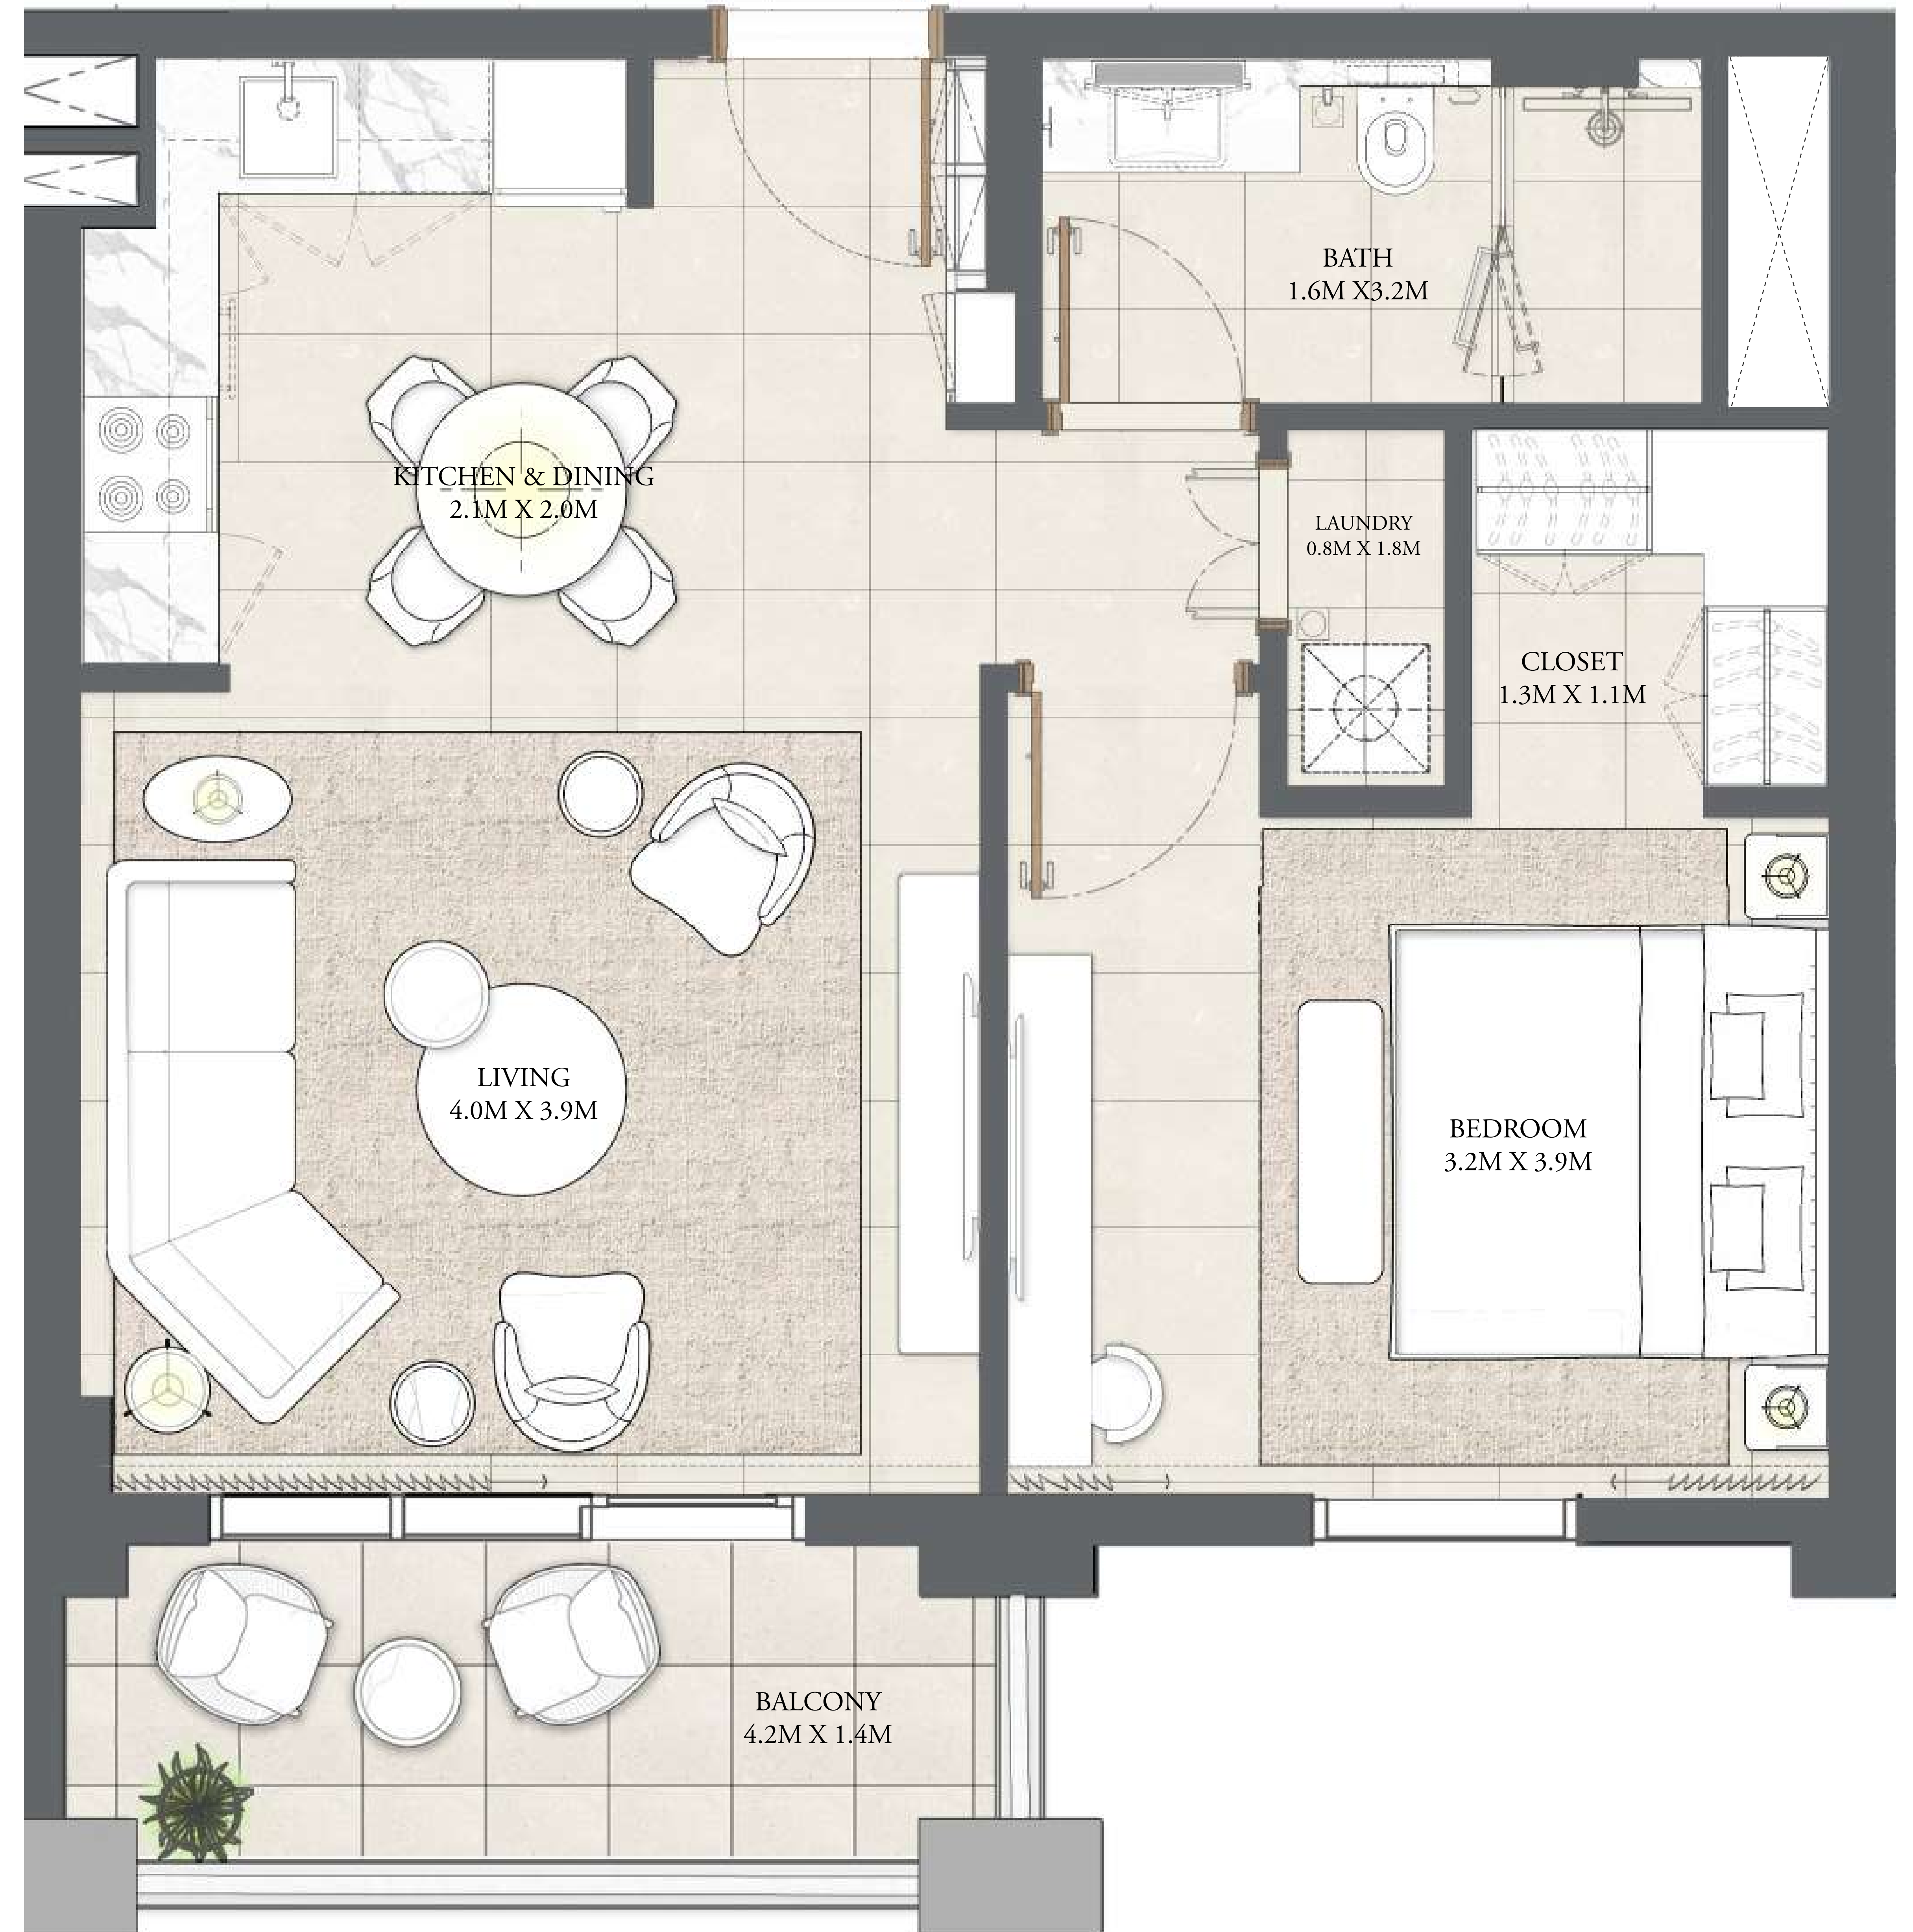 BATH
1.6M X3.2M
KITCHEN & DINING
2.1M X 2.0M
LAUNDRY
0.8M X 1.8M
CLOSET
1.3M X 1.1M
LIVING
4.0M X 3.9M
BEDROOM
3.2M X 3.9M
BALCONY
4.2M X 1.4M